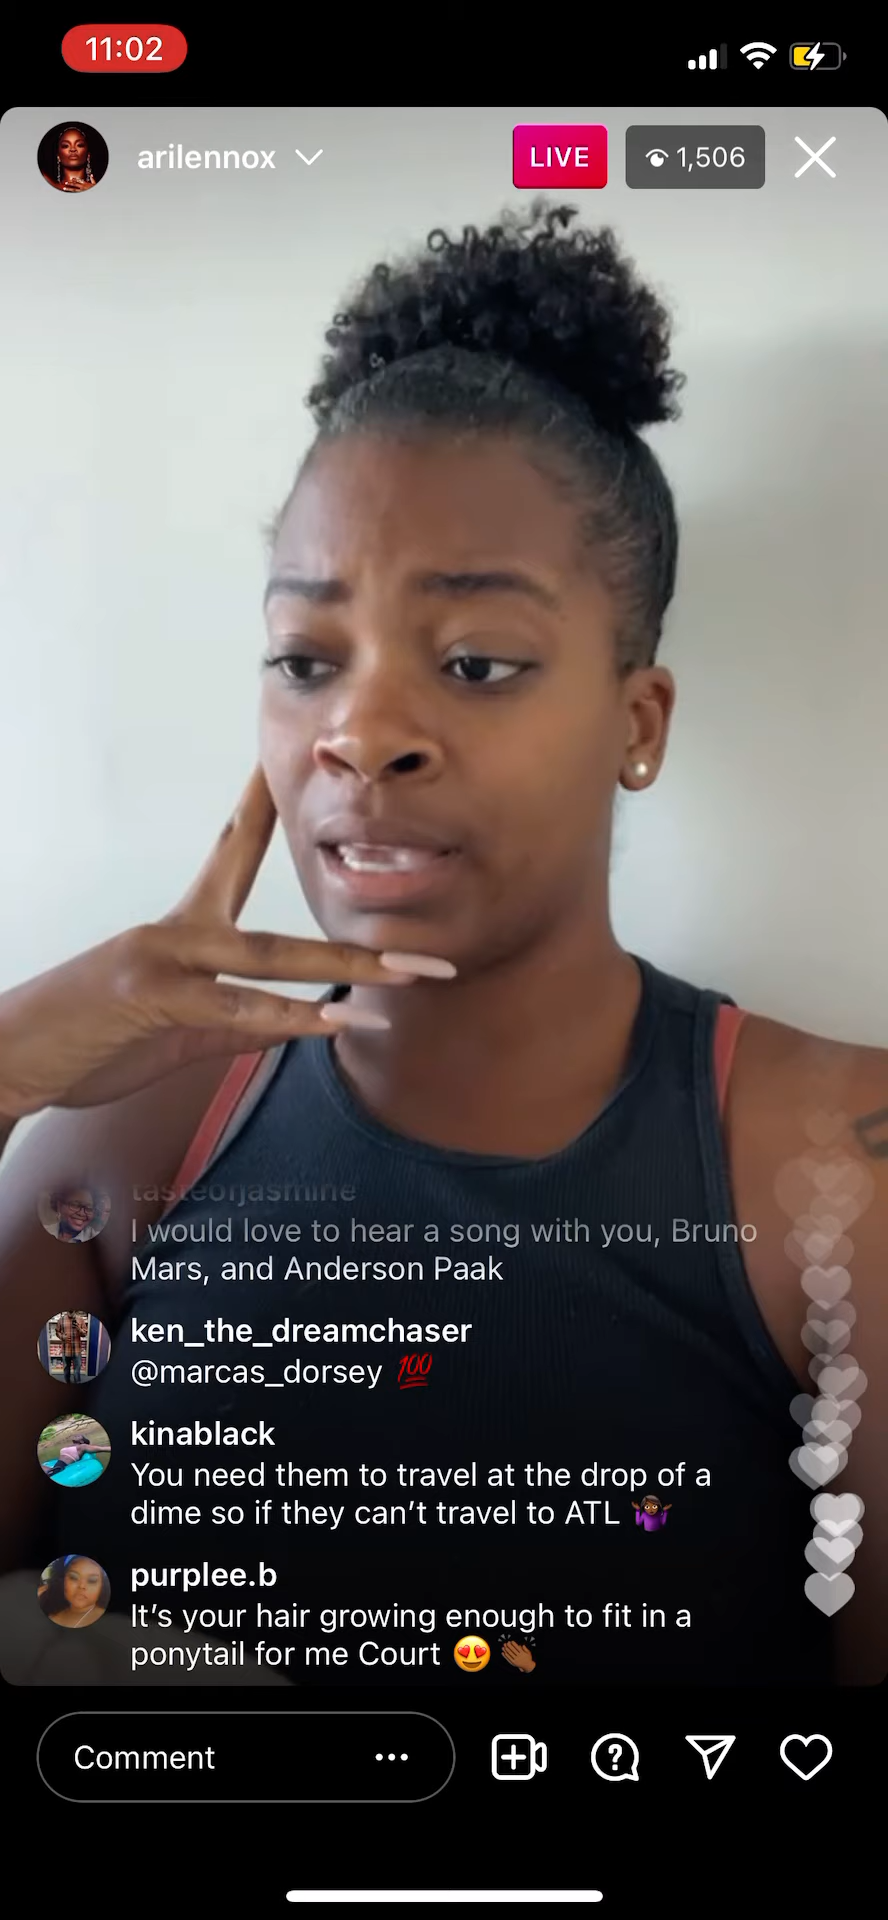 11:02
arilennox
LIVE
1,506
tasteofjasmine
I would love to hear a song with you, Bruno
Mars, and Anderson Paak
ken_the_dreamchaser
@marcas_dorsey 💯
kinablack
You need them to travel at the drop of a
dime so if they can’t travel to ATL 🤷🏾‍♀️
purplee.b
It’s your hair growing enough to fit in a
ponytail for me Court 😍👏🏾
Comment